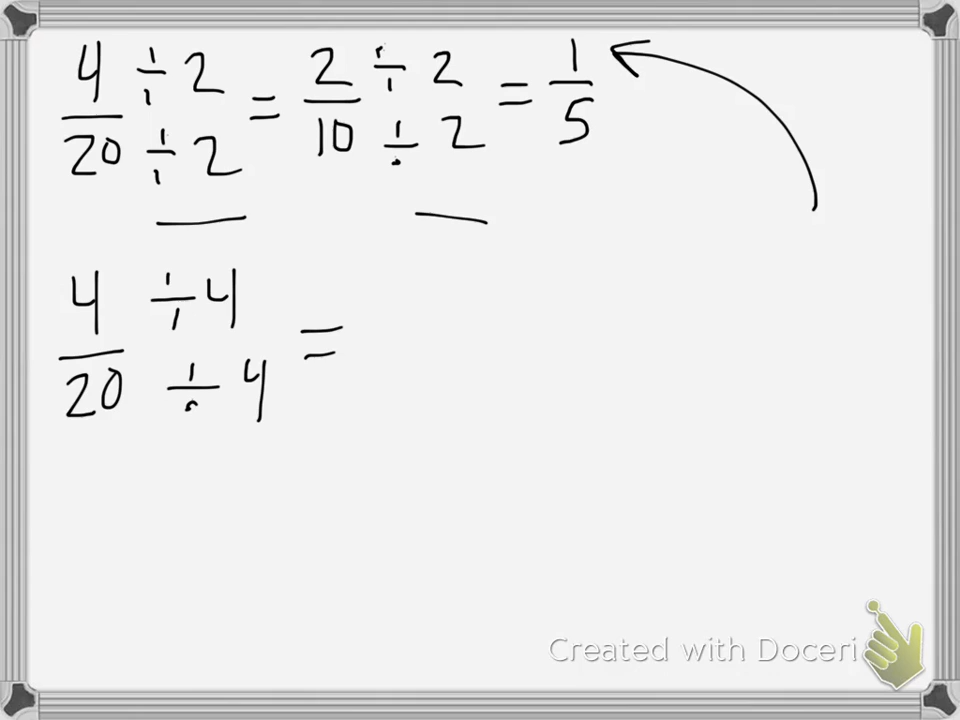 4/20 ÷2/÷2 = 2/10 ÷2/÷2 = 1/5
4/20 ÷4/÷4 =
Created with Doceri